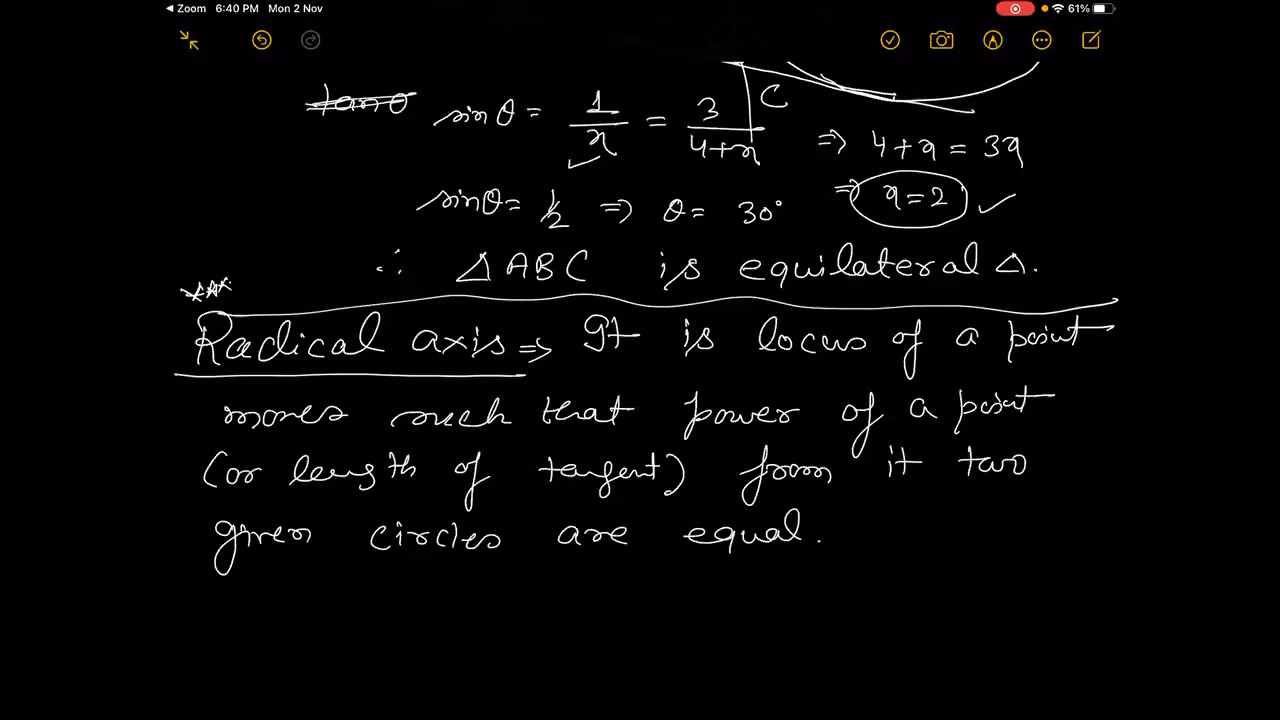 Zoom 6:40 PM Mon 2 Nov 61%
C
tanθ sinθ = 1/x = 3/(4+x) ⇒ 4+x = 3x
sinθ = 1/2 ⇒ θ = 30° ⇒ x = 2
∴ △ABC is equilateral △.
Radical axis ⇒ It is locus of a point
moves such that power of a point
(or length of tangent) from it two
given circles are equal.